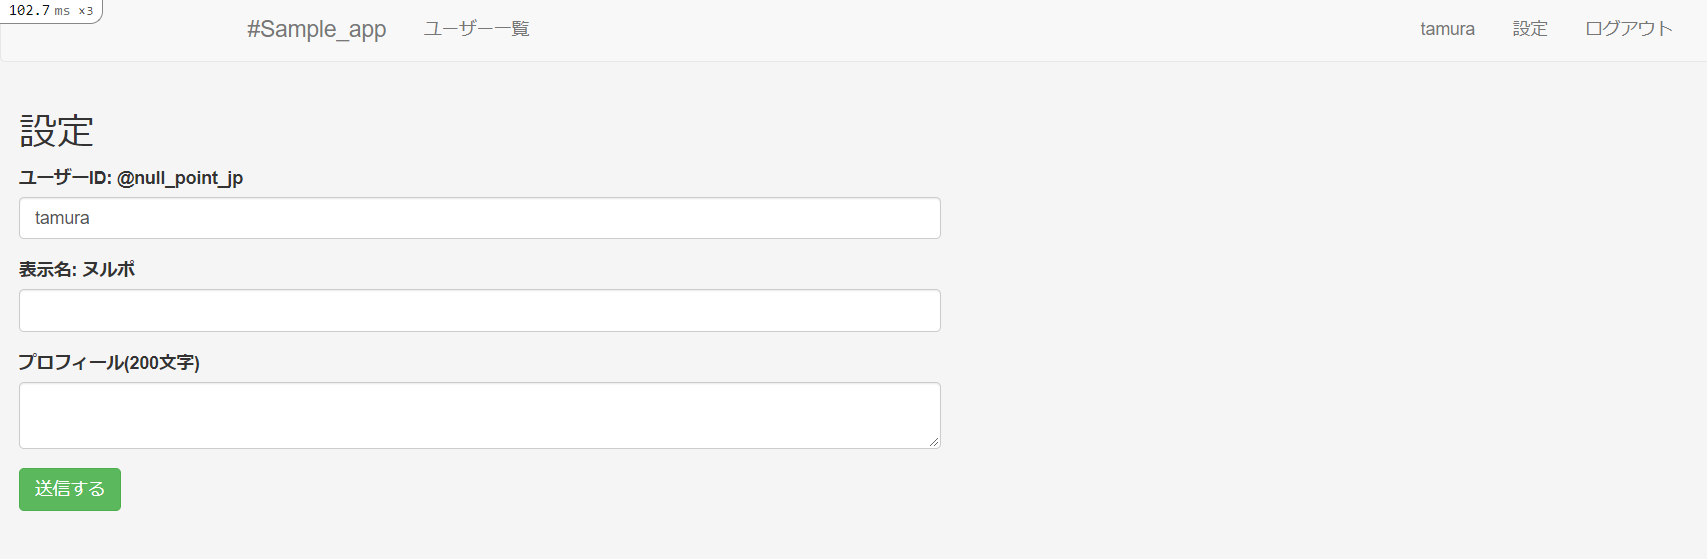 102.7 ms ×3
#Sample_app ユーザー一覧 tamura 設定 ログアウト
設定
ユーザーID: @null_point_jp
tamura
表示名: ヌルポ
プロフィール(200文字)
送信する